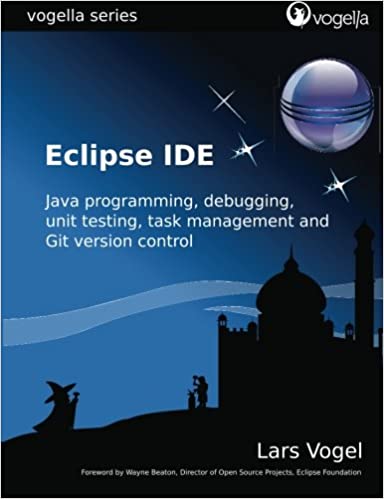 vogella series
vogella
Eclipse IDE
Java programming, debugging,
unit testing, task management and
Git version control
Lars Vogel
Foreword by Wayne Beaton, Director of Open Source Projects, Eclipse Foundation